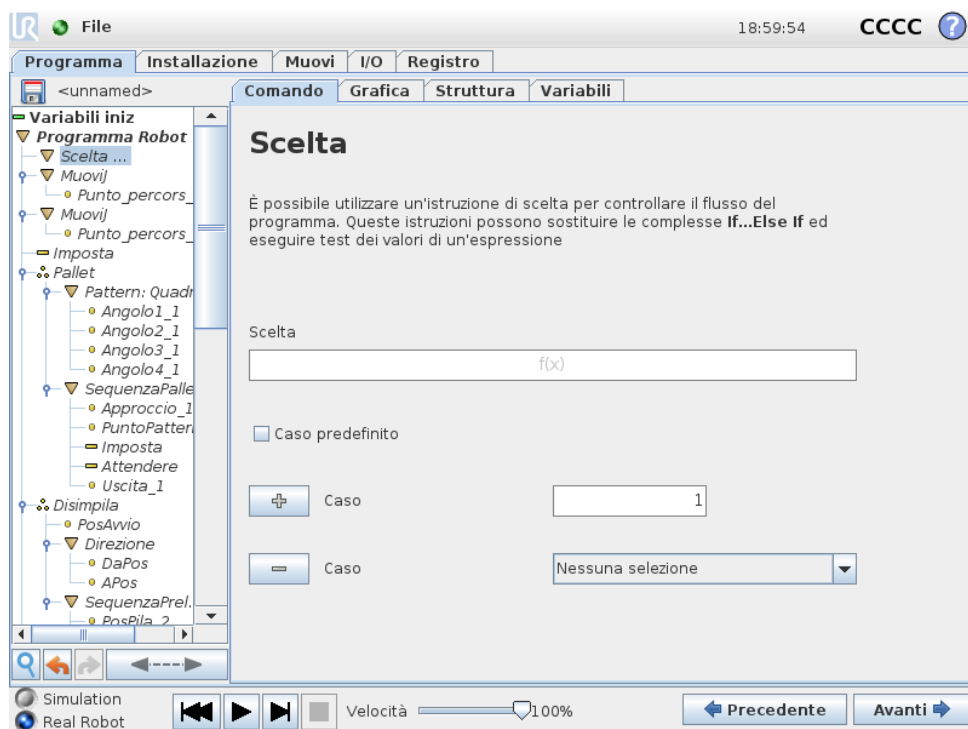 UR File 18:59:54 CCCC ?
Programma Installazione Muovi I/O Registro
<unnamed>
Comando Grafica Struttura Variabili
Variabili iniz
Programma Robot
Scelta ...
MuoviJ
Punto_percors_
MuoviJ
Punto_percors_
Imposta
Pallet
Pattern: Quadr
Angolo1_1
Angolo2_1
Angolo3_1
Angolo4_1
SequenzaPalle
Approccio_1
PuntoPatter
Imposta
Attendere
Uscita_1
Disimpila
PosAvvio
Direzione
DaPos
APos
SequenzaPrel.
PosPila_2
Scelta
È possibile utilizzare un'istruzione di scelta per controllare il flusso del
programma. Queste istruzioni possono sostituire le complesse If...Else If ed
eseguire test dei valori di un'espressione
Scelta
f(x)
Caso predefinito
Caso 1
Caso Nessuna selezione
Simulation
Real Robot
Velocità 100%
Precedente Avanti